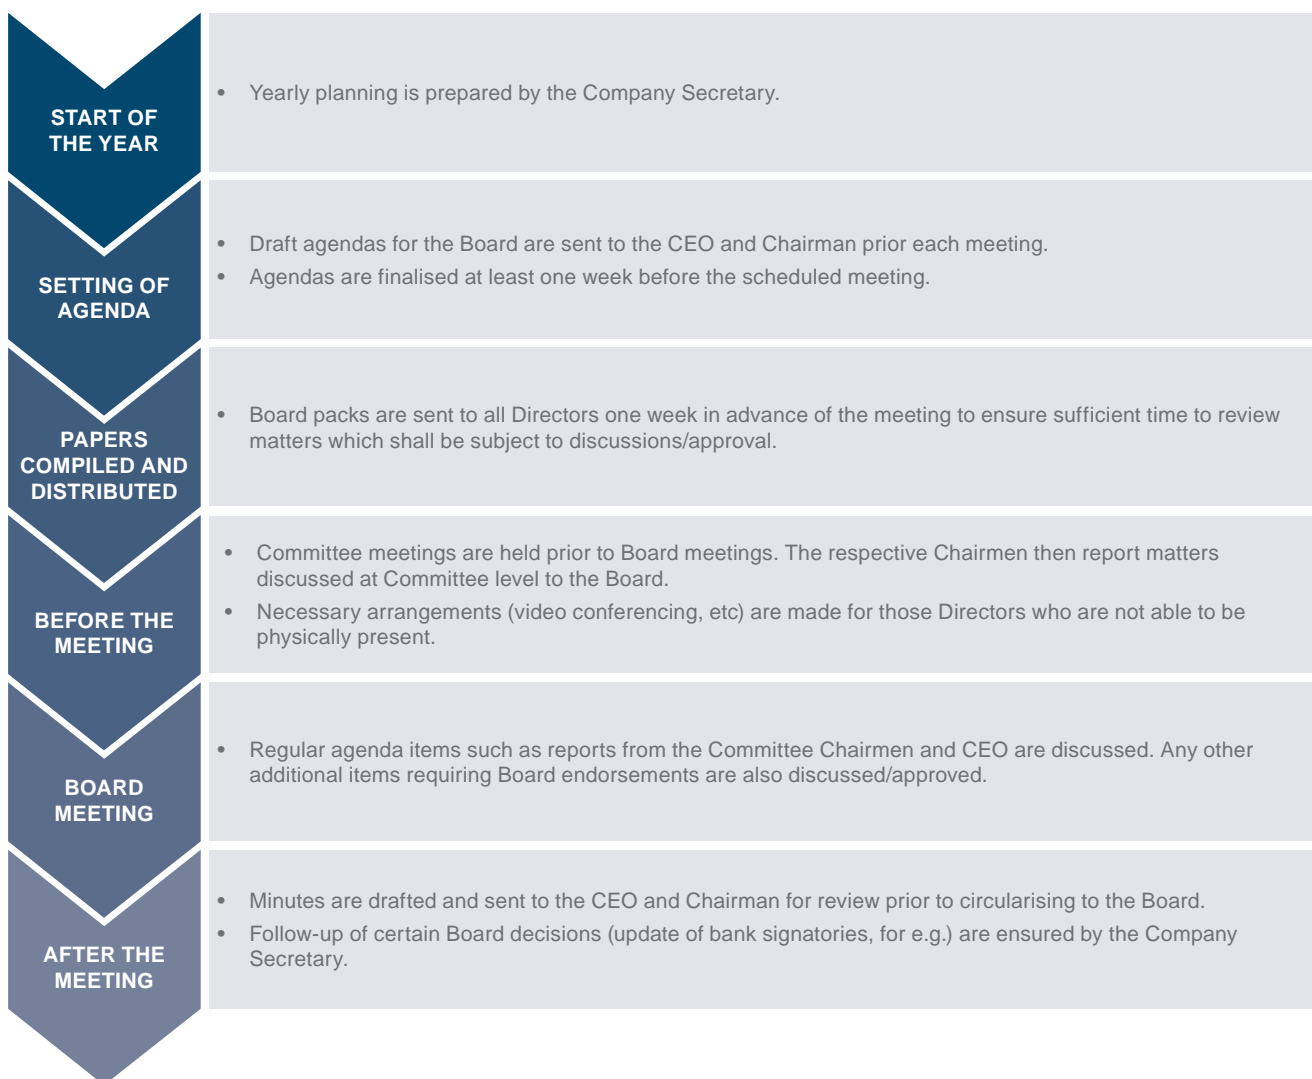 START OF
THE YEAR
• Yearly planning is prepared by the Company Secretary.
SETTING OF
AGENDA
• Draft agendas for the Board are sent to the CEO and Chairman prior each meeting.
• Agendas are finalised at least one week before the scheduled meeting.
PAPERS
COMPILED AND
DISTRIBUTED
• Board packs are sent to all Directors one week in advance of the meeting to ensure sufficient time to review
matters which shall be subject to discussions/approval.
BEFORE THE
MEETING
• Committee meetings are held prior to Board meetings. The respective Chairmen then report matters
discussed at Committee level to the Board.
• Necessary arrangements (video conferencing, etc) are made for those Directors who are not able to be
physically present.
BOARD
MEETING
• Regular agenda items such as reports from the Committee Chairmen and CEO are discussed. Any other
additional items requiring Board endorsements are also discussed/approved.
AFTER THE
MEETING
• Minutes are drafted and sent to the CEO and Chairman for review prior to circularising to the Board.
• Follow-up of certain Board decisions (update of bank signatories, for e.g.) are ensured by the Company
Secretary.